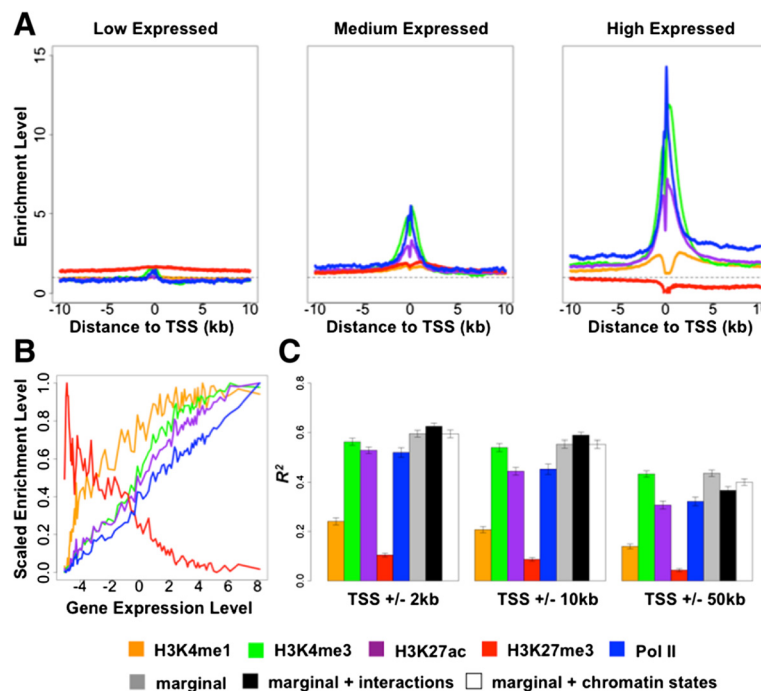 A
Low Expressed Medium Expressed High Expressed
Enrichment Level
15
10
5
0
-10 -5 0 5 10 -10 -5 0 5 10 -10 -5 0 5 10
Distance to TSS (kb) Distance to TSS (kb) Distance to TSS (kb)
B
Scaled Enrichment Level
1.0
0.8
0.6
0.4
0.2
0.0
-4 -2 0 2 4 6 8
Gene Expression Level
C
R²
0.8
0.6
0.4
0.2
0.0
TSS +/- 2kb TSS +/- 10kb TSS +/- 50kb
H3K4me1 H3K4me3 H3K27ac H3K27me3 Pol II
marginal marginal + interactions marginal + chromatin states